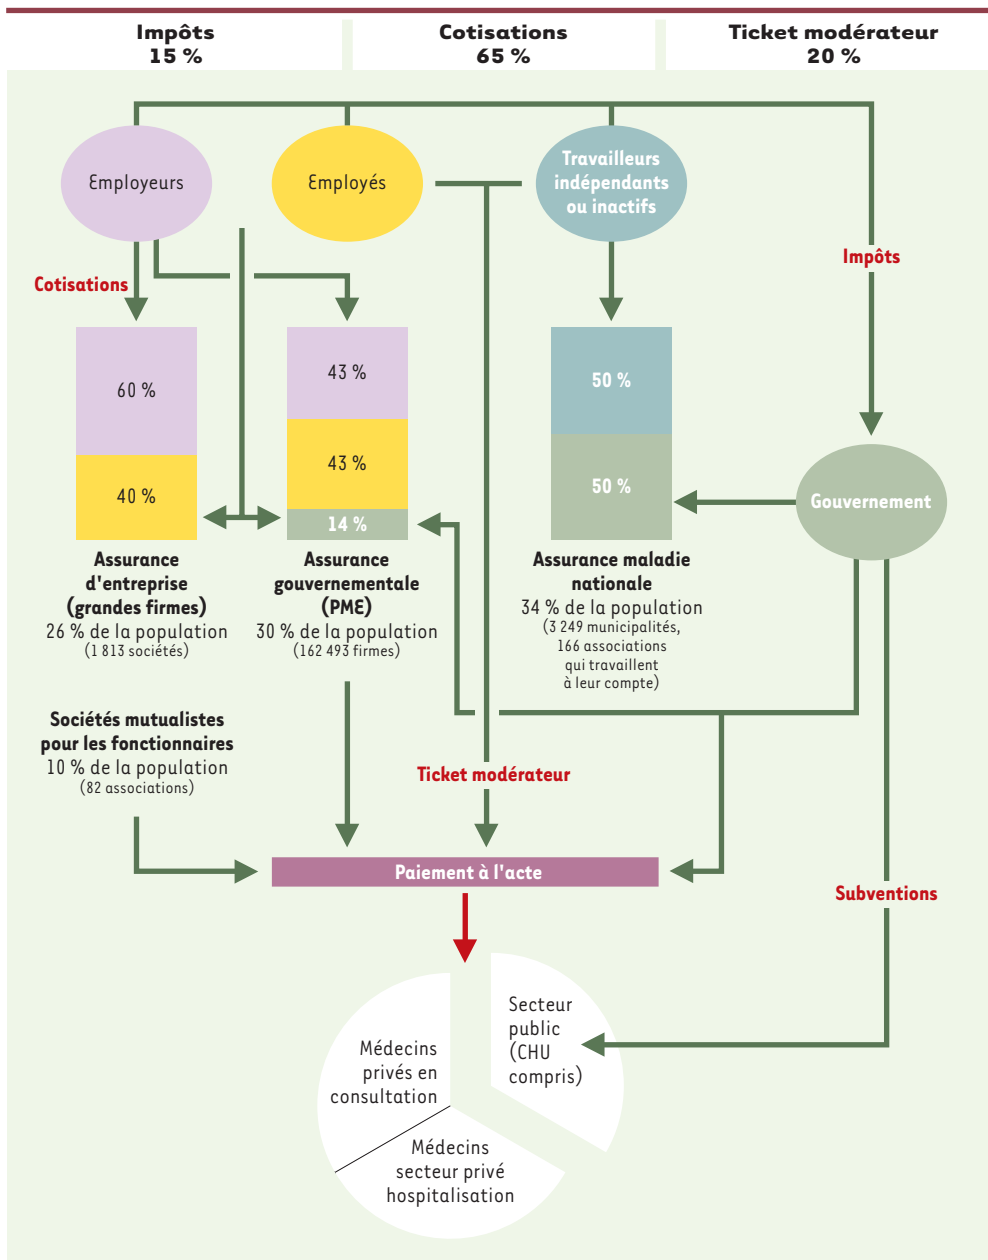 Impôts
15 %
Cotisations
65 %
Ticket modérateur
20 %
Employeurs
Employés
Travailleurs
indépendants
ou inactifs
Impôts
Cotisations
60 %
40 %
43 %
43 %
14 %
50 %
50 %
Gouvernement
Assurance
d'entreprise
(grandes firmes)
26 % de la population
(1 813 sociétés)
Assurance
gouvernementale
(PME)
30 % de la population
(162 493 firmes)
Assurance maladie
nationale
34 % de la population
(3 249 municipalités,
166 associations
qui travaillent
à leur compte)
Sociétés mutualistes
pour les fonctionnaires
10 % de la population
(82 associations)
Ticket modérateur
Paiement à l'acte
Subventions
Secteur
public
(CHU
compris)
Médecins
privés en
consultation
Médecins
secteur privé
hospitalisation